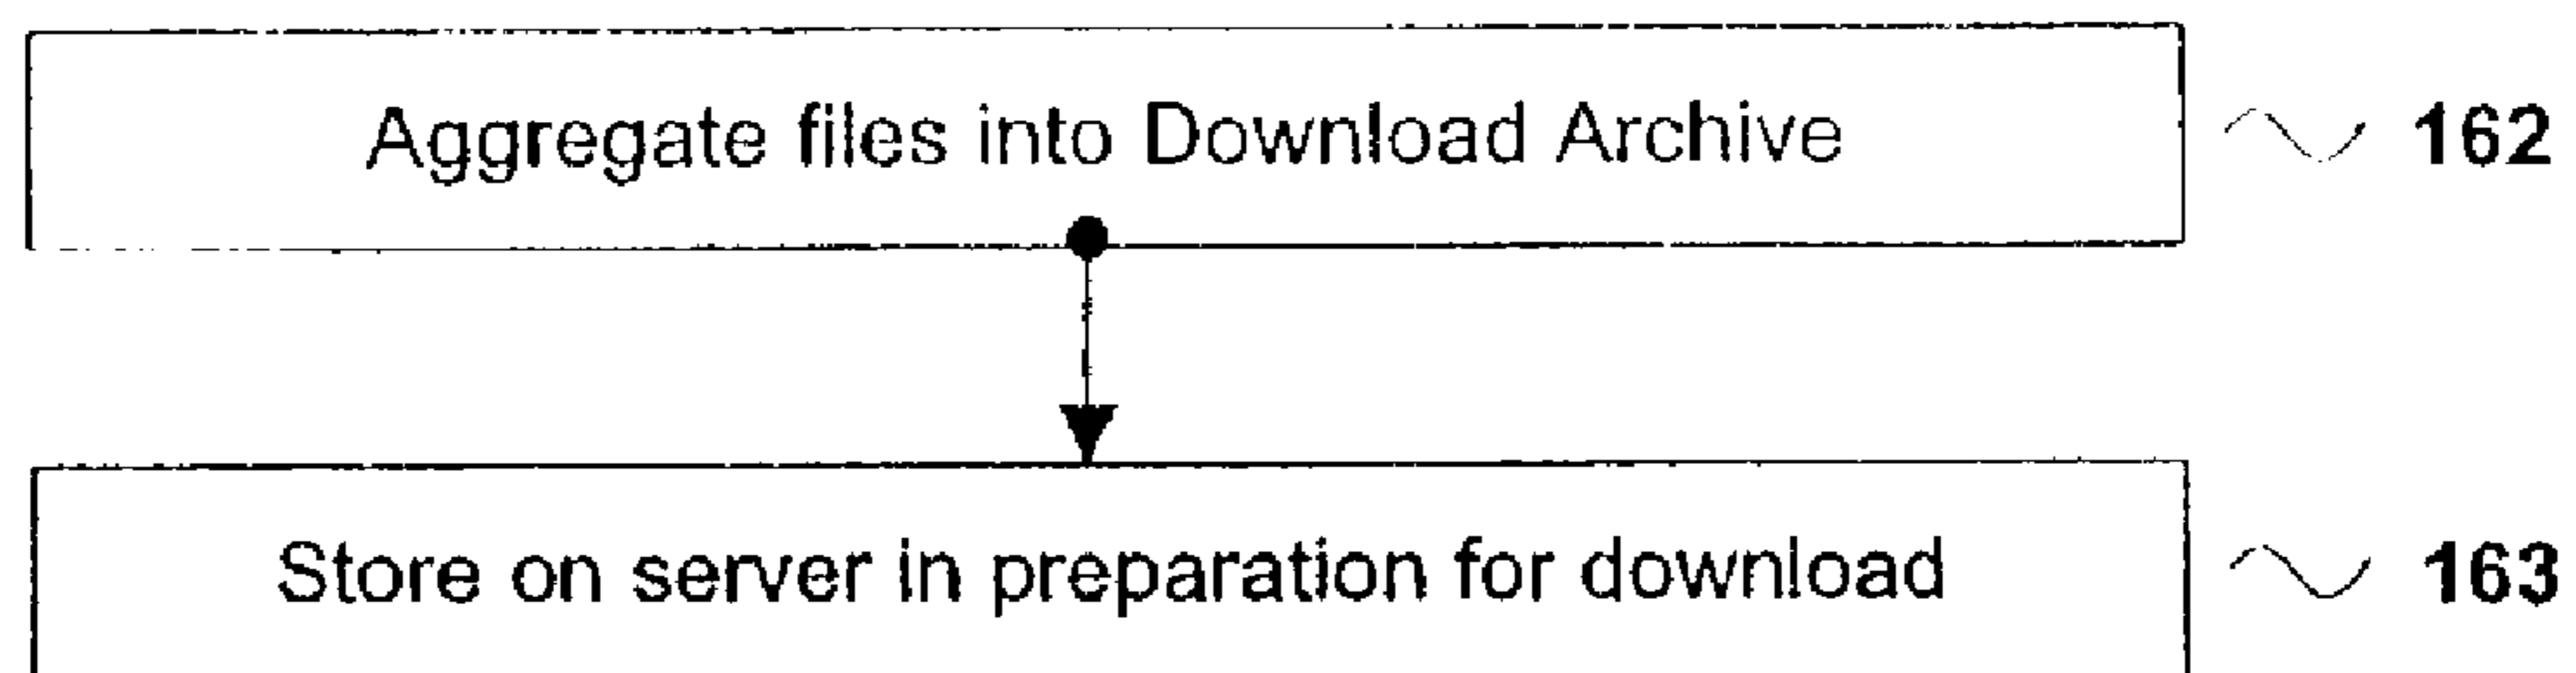 Aggregate files into Download Archive 162
Store on server in preparation for download 163